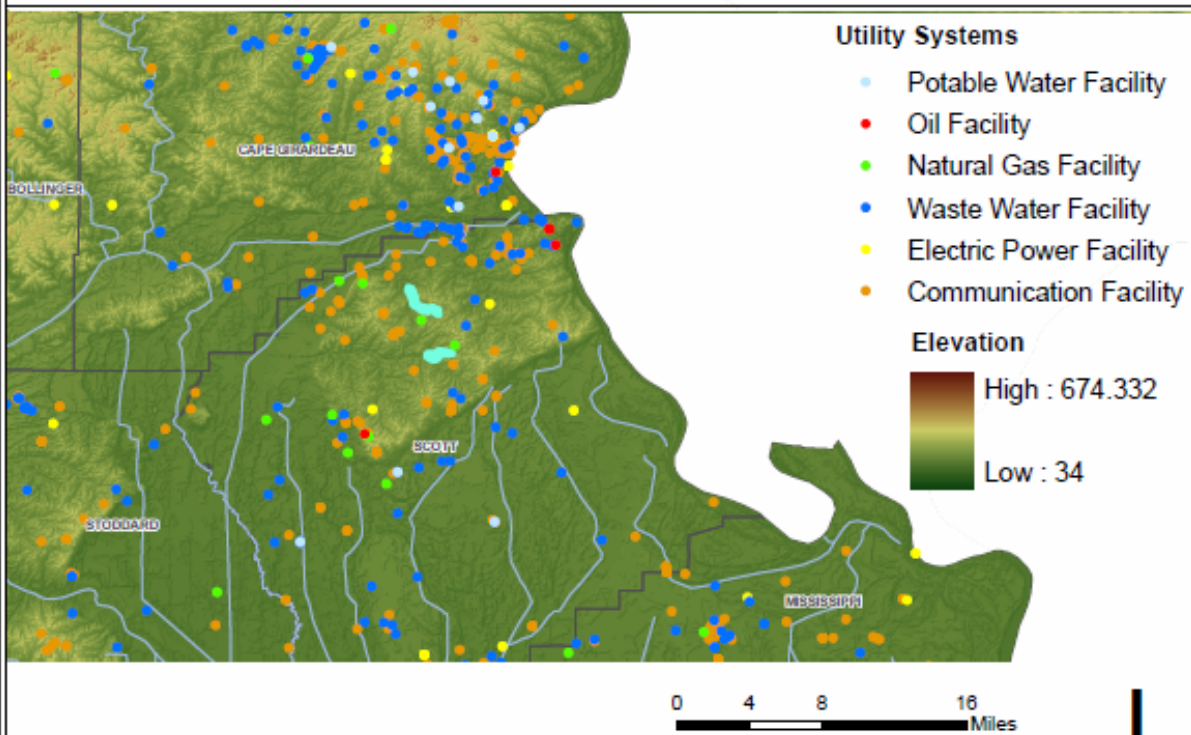 Utility Systems
Potable Water Facility
Oil Facility
Natural Gas Facility
Waste Water Facility
Electric Power Facility
Communication Facility
Elevation
High : 674.332
Low : 34
CAPE GIRARDEAU
BOLLINGER
SCOTT
STODDARD
MISSISSIPPI
0 4 8 16
Miles